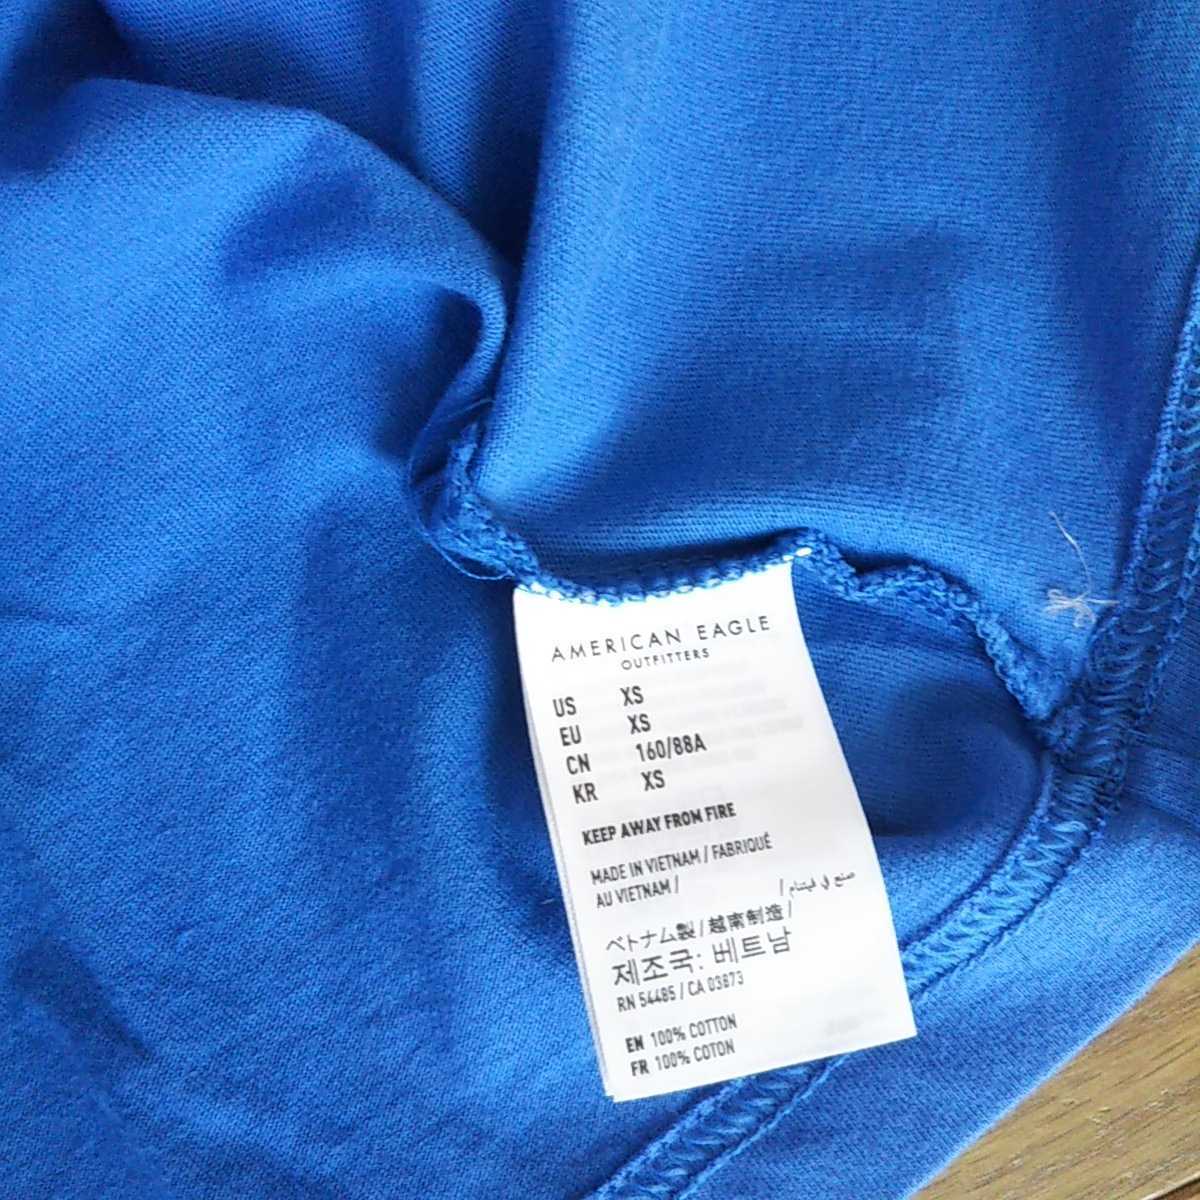 AMERICAN EAGLE
OUTFITTERS
US XS
EU XS
CN 160/88A
KR XS
KEEP AWAY FROM FIRE
MADE IN VIETNAM / FABRIQUÉ
AU VIETNAM / صنع في فيتنام /
ベトナム製 / 越南制造 /
제조국: 베트남
RN 54485 / CA 03873
EN 100% COTTON
FR 100% COTON